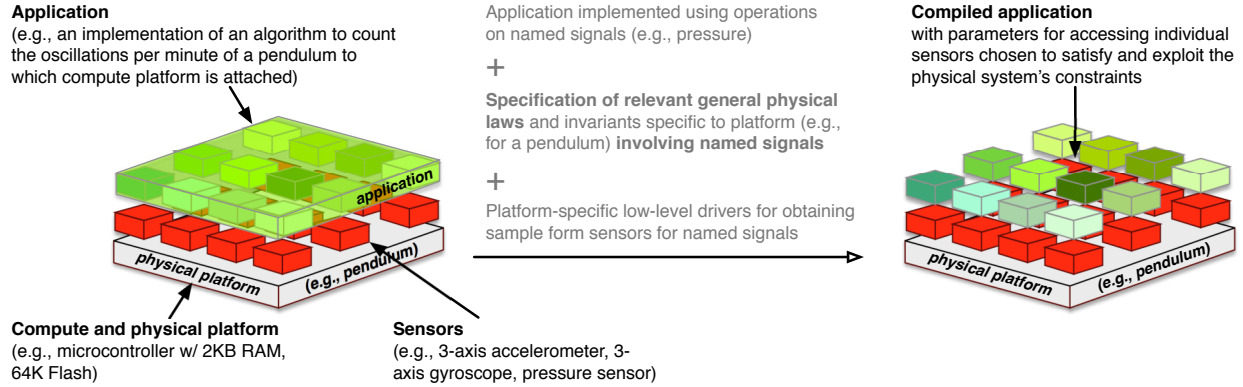 Application
(e.g., an implementation of an algorithm to count
the oscillations per minute of a pendulum to
which compute platform is attached)
application
physical platform
(e.g., pendulum)
Compute and physical platform
(e.g., microcontroller w/ 2KB RAM,
64K Flash)
Sensors
(e.g., 3-axis accelerometer, 3-
axis gyroscope, pressure sensor)
Application implemented using operations
on named signals (e.g., pressure)
+
Specification of relevant general physical
laws and invariants specific to platform (e.g.,
for a pendulum) involving named signals
+
Platform-specific low-level drivers for obtaining
sample form sensors for named signals
Compiled application
with parameters for accessing individual
sensors chosen to satisfy and exploit the
physical system's constraints
physical platform
(e.g., pendulum)